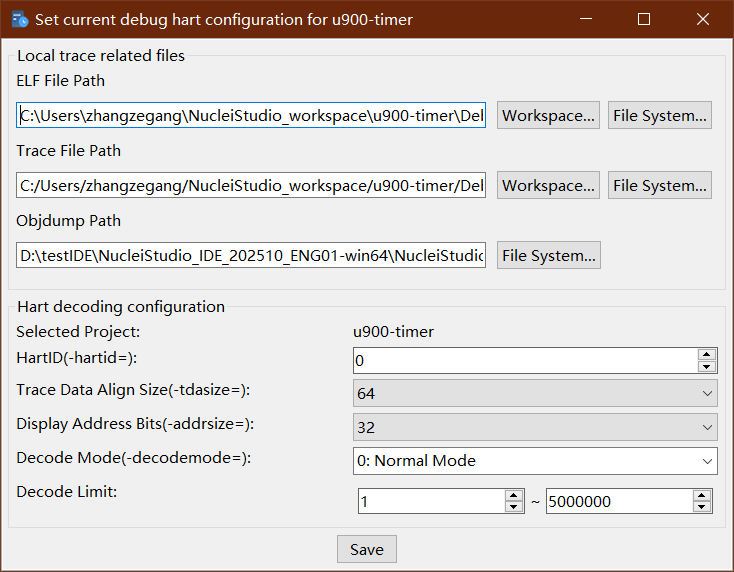 Set current debug hart configuration for u900-timer
Local trace related files
ELF File Path
C:\Users\zhangzegang\NucleiStudio_workspace\u900-timer\Del
Workspace... File System...
Trace File Path
C:/Users/zhangzegang/NucleiStudio_workspace/u900-timer/Del
Workspace... File System...
Objdump Path
D:\testIDE\NucleiStudio_IDE_202510_ENG01-win64\NucleiStudic
File System...
Hart decoding configuration
Selected Project: u900-timer
HartID(-hartid=): 0
Trace Data Align Size(-tdasize=): 64
Display Address Bits(-addrsize=): 32
Decode Mode(-decodemode=): 0: Normal Mode
Decode Limit: 1 ~ 5000000
Save